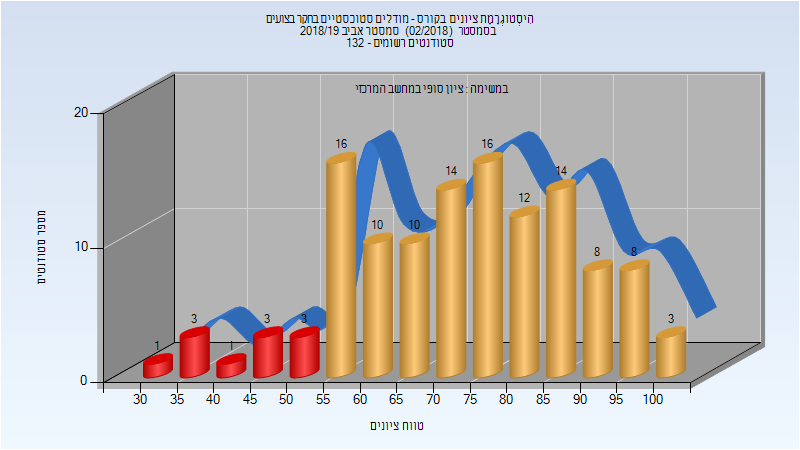 היסטוגרמת ציונים בקורס - מודלים סטוכסטיים בחקר בצועים
בסמסטר (02/2018) סמסטר אביב 2018/19
סטודנטים רשומים - 132
במשימה : ציון סופי במחשב המרכזי
מספר סטודנטים
20
10
0
1
3
1
3
3
16
10
10
14
16
12
14
8
8
3
30 35 40 45 50 55 60 65 70 75 80 85 90 95 100
טווח ציונים